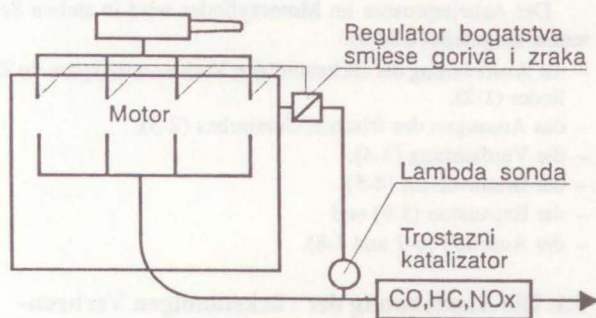 Regulator bogatstva
smjese goriva i zraka
Motor
Lambda sonda
Trostazni
katalizator
CO,HC,NOx